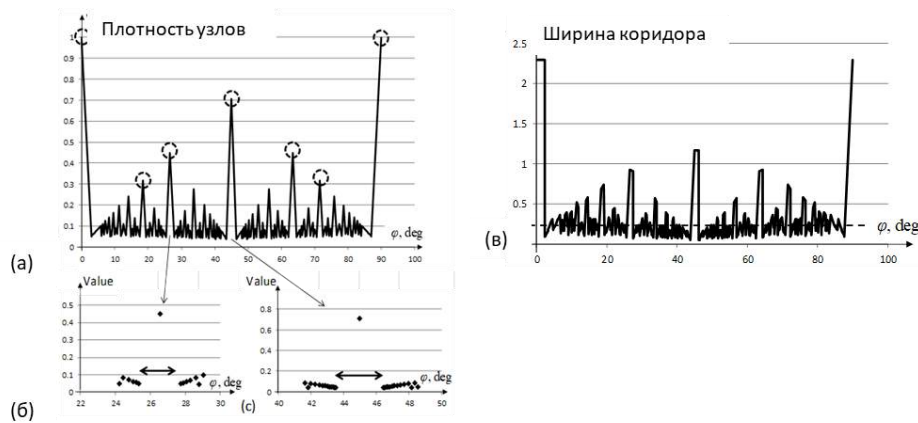 Плотность узлов
1
0.9
0.8
0.7
0.6
0.5
0.4
0.3
0.2
0.1
0
0 10 20 30 40 50 60 70 80 90 100
φ, deg
(а)
Ширина коридора
2.5
2
1.5
1
0.5
0
0 20 40 60 80 100
φ, deg
(в)
Value
0.5
0.4
0.3
0.2
0.1
0
22 24 26 28 30
φ, deg
(б)
Value
0.8
0.6
0.4
0.2
0
40 42 44 46 48 50
φ, deg
(с)